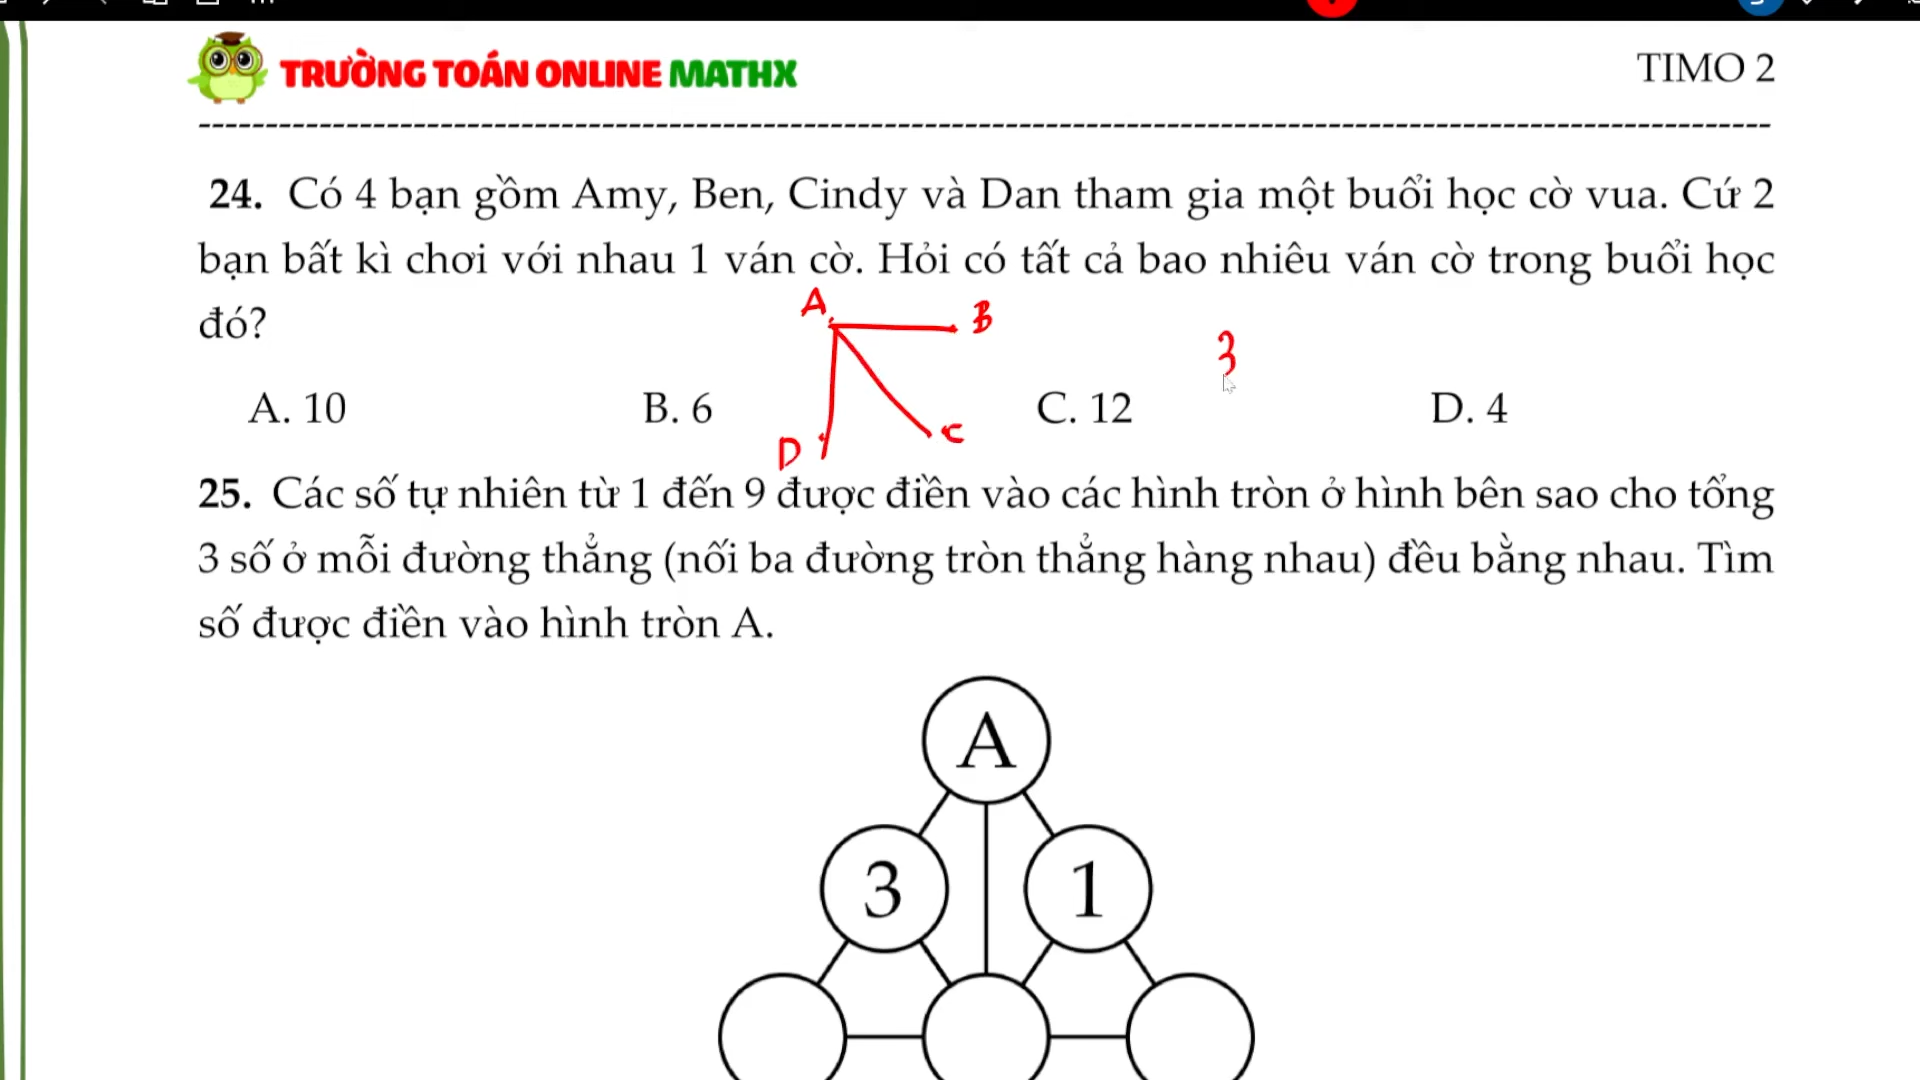 TRƯỜNG TOÁN ONLINE MATHX
TIMO 2
24. Có 4 bạn gồm Amy, Ben, Cindy và Dan tham gia một buổi học cờ vua. Cứ 2
bạn bất kì chơi với nhau 1 ván cờ. Hỏi có tất cả bao nhiêu ván cờ trong buổi học
đó?
A
B
3
A. 10
B. 6
C. 12
D. 4
D
C
25. Các số tự nhiên từ 1 đến 9 được điền vào các hình tròn ở hình bên sao cho tổng
3 số ở mỗi đường thẳng (nối ba đường tròn thẳng hàng nhau) đều bằng nhau. Tìm
số được điền vào hình tròn A.
A
3
1